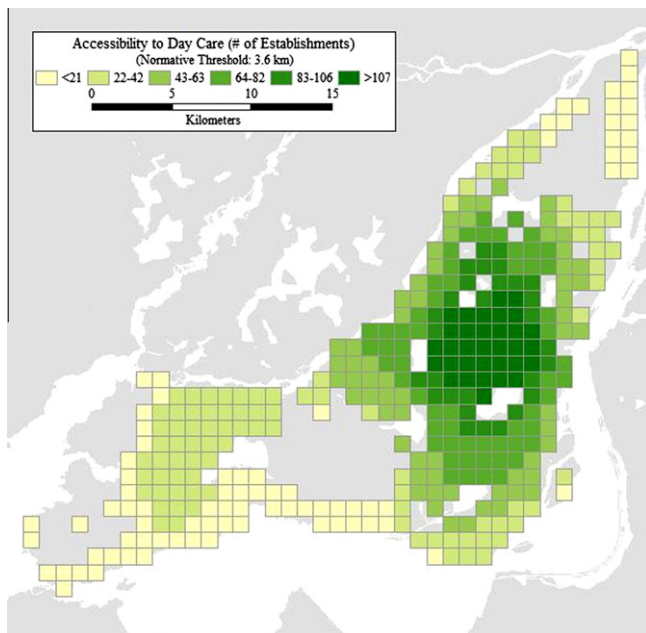 Accessibility to Day Care (# of Establishments)
(Normative Threshold: 3.6 km)
<21 22-42 43-63 64-82 83-106 >107
0 5 10 15
Kilometers